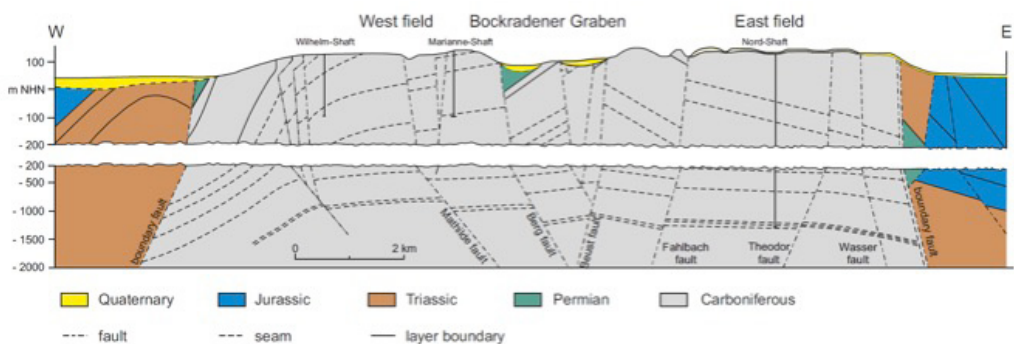 West field Bockradener Graben East field
W E
Wilhelm-Shaft Marianne-Shaft Nord-Shaft
100
m NHN
- 100
- 200
-200
-500
-1000
-1500
-2000
boundary fault
0 2 km
Mathilde fault
Berg fault
Beust fault
Fahlbach
fault
Theodor
fault
Wasser
fault
boundary fault
Quaternary Jurassic Triassic Permian Carboniferous
fault seam layer boundary